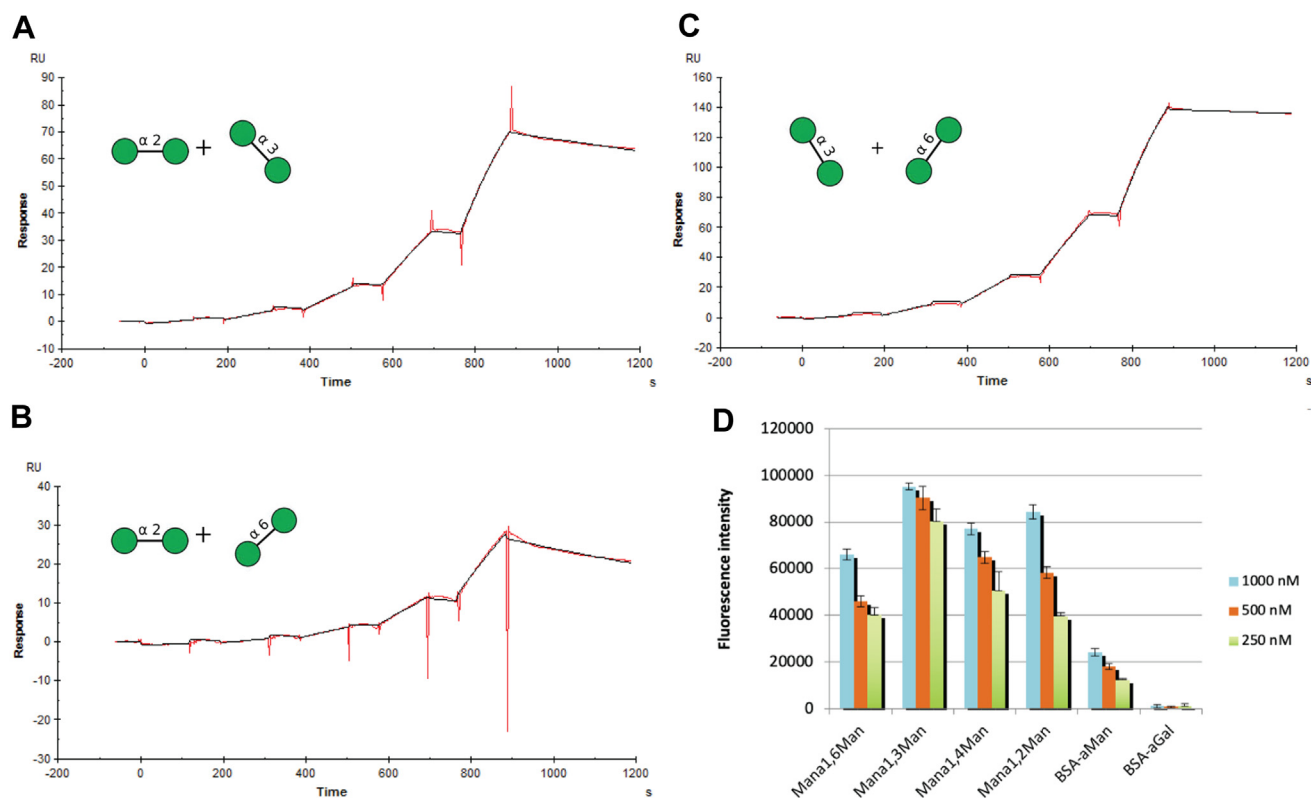 A
RU
90
80
70
60
50
40
30
20
10
0
-10
Response
α 2
+
α 3
-200
0
200
400
600
800
1000
1200
Time
s
C
RU
160
140
120
100
80
60
40
20
0
-20
Response
α 3
+
α 6
-200
0
200
400
600
800
1000
1200
Time
s
B
RU
40
30
20
10
0
-10
-20
-30
Response
α 2
+
α 6
-200
0
200
400
600
800
1000
1200
Time
s
D
120000
100000
80000
60000
40000
20000
0
Fluorescence intensity
Mana1,6Man
Mana1,3Man
Mana1,4Man
Mana1,2Man
BSA-aMan
BSA-aGal
1000 nM
500 nM
250 nM